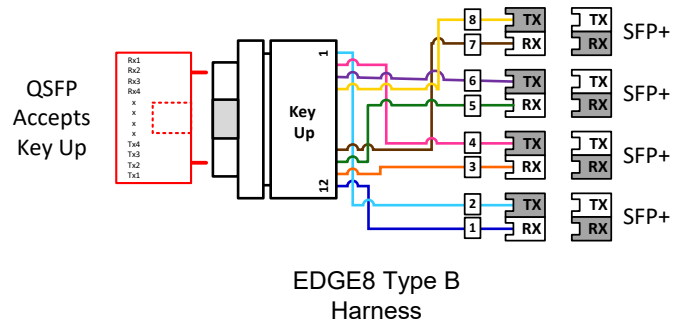 QSFP
Accepts
Key Up
Rx1
Rx2
Rx3
Rx4
x
x
x
x
Tx4
Tx3
Tx2
Tx1
1
Key
Up
12
8 TX TX SFP+
7 RX RX
6 TX TX SFP+
5 RX RX
4 TX TX SFP+
3 RX RX
2 TX TX SFP+
1 RX RX
EDGE8 Type B
Harness